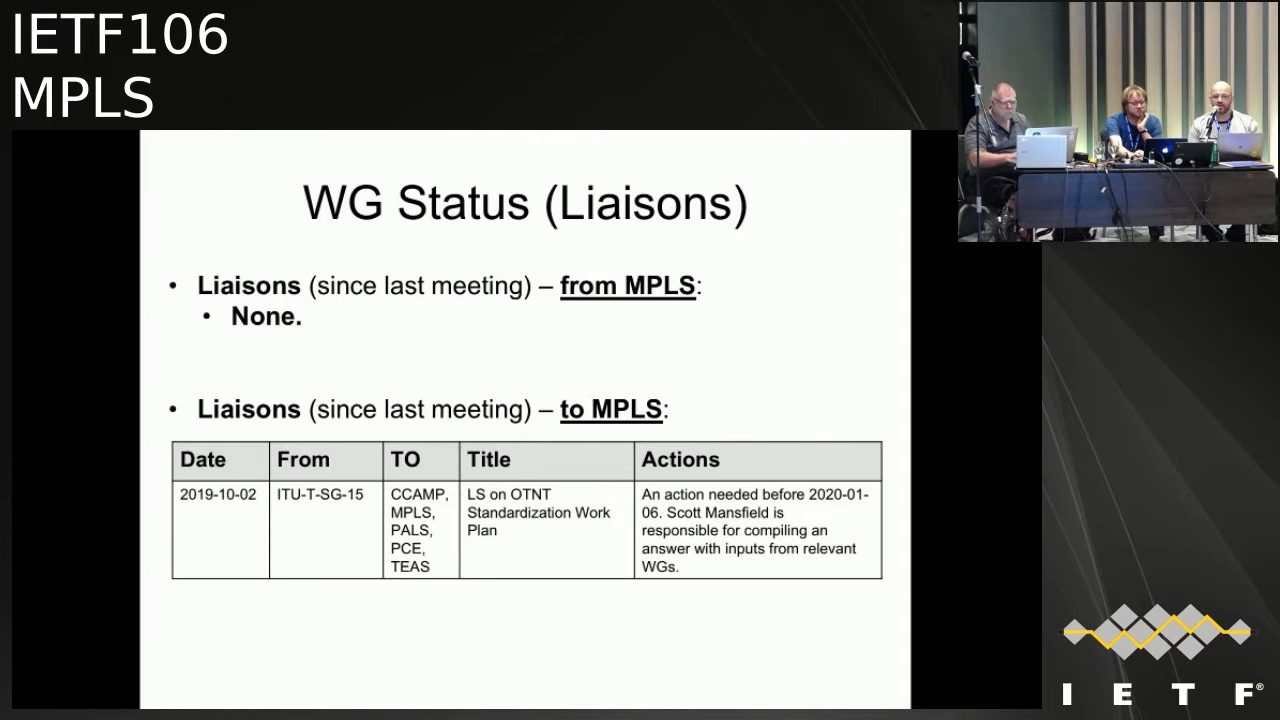 IETF106
MPLS
WG Status (Liaisons)
• Liaisons (since last meeting) – from MPLS:
• None.
• Liaisons (since last meeting) – to MPLS:
Date From TO Title Actions
2019-10-02 ITU-T-SG-15 CCAMP, LS on OTNT An action needed before 2020-01-
MPLS, Standardization Work 06. Scott Mansfield is
PALS, Plan responsible for compiling an
PCE, answer with inputs from relevant
TEAS WGs.
I E T F®